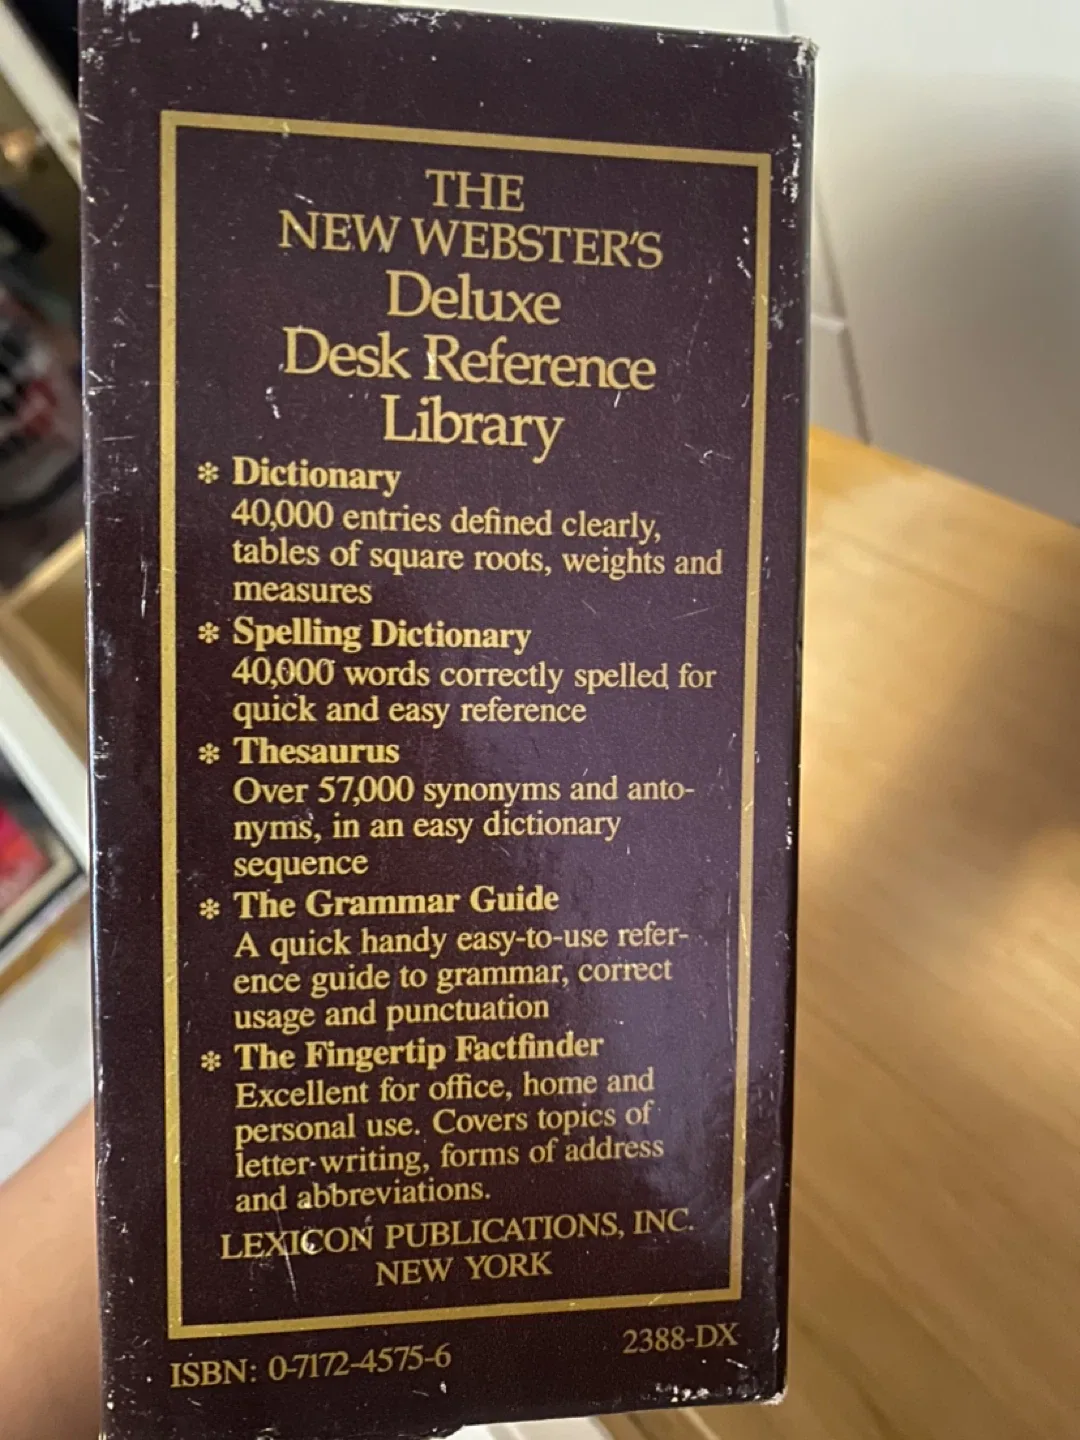 THE
NEW WEBSTER'S
Deluxe
Desk Reference
Library
* Dictionary
40,000 entries defined clearly,
tables of square roots, weights and
measures
* Spelling Dictionary
40,000 words correctly spelled for
quick and easy reference
* Thesaurus
Over 57,000 synonyms and anto-
nyms, in an easy dictionary
sequence
* The Grammar Guide
A quick handy easy-to-use refer-
ence guide to grammar, correct
usage and punctuation
* The Fingertip Factfinder
Excellent for office, home and
personal use. Covers topics of
letter-writing, forms of address
and abbreviations.
LEXICON PUBLICATIONS, INC.
NEW YORK
ISBN: 0-7172-4575-6
2388-DX